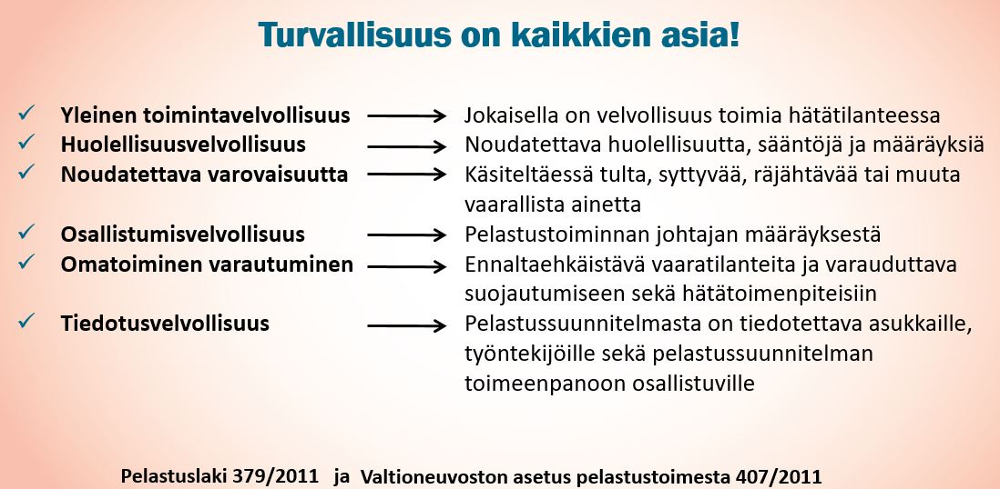 Turvallisuus on kaikkien asia!
✓ Yleinen toimintavelvollisuus → Jokaisella on velvollisuus toimia hätätilanteessa
✓ Huolellisuusvelvollisuus → Noudatettava huolellisuutta, sääntöjä ja määräyksiä
✓ Noudatettava varovaisuutta → Käsiteltäessä tulta, syttyvää, räjähtävää tai muuta
vaarallista ainetta
✓ Osallistumisvelvollisuus → Pelastustoiminnan johtajan määräyksestä
✓ Omatoiminen varautuminen → Ennaltaehkäistävä vaaratilanteita ja varauduttava
suojautumiseen sekä hätätoimenpiteisiin
✓ Tiedotusvelvollisuus → Pelastussuunnitelmasta on tiedotettava asukkaille,
työntekijöille sekä pelastussuunnitelman
toimeenpanoon osallistuville
Pelastuslaki 379/2011 ja Valtioneuvoston asetus pelastustoimesta 407/2011